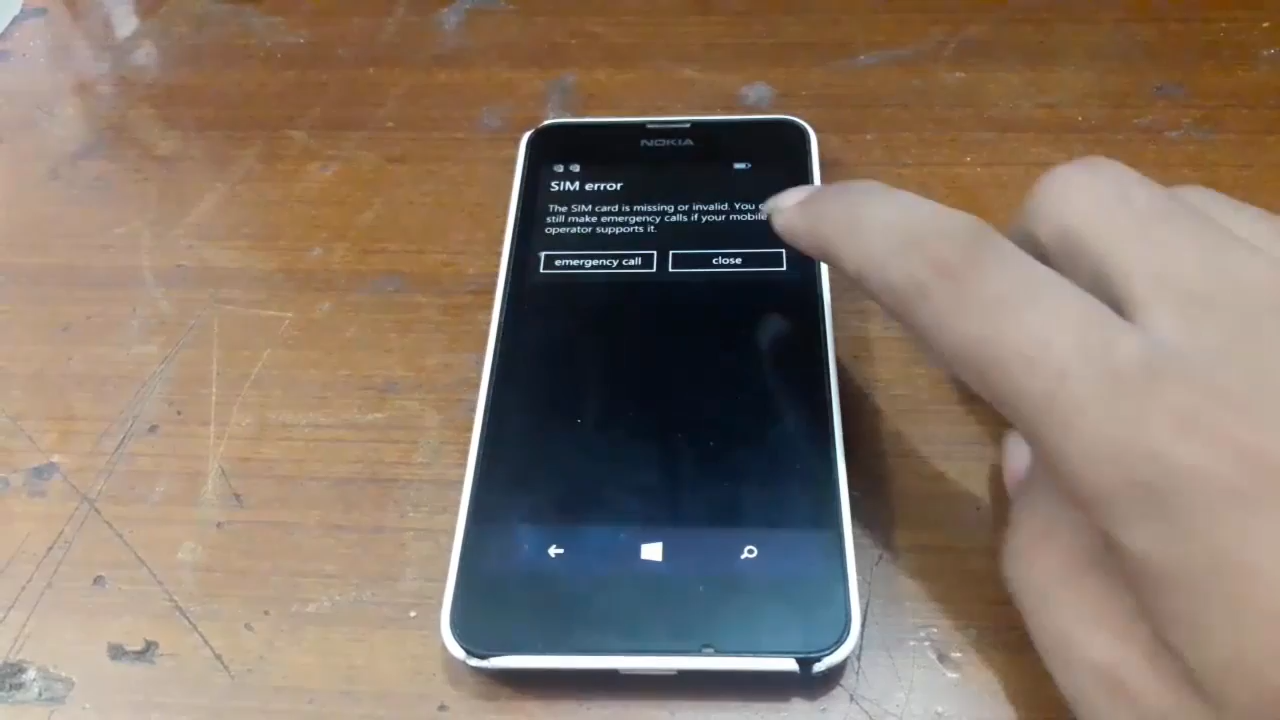 NOKIA
SIM error
The SIM card is missing or invalid. You
still make emergency calls if your mobile
operator supports it.
emergency call
close